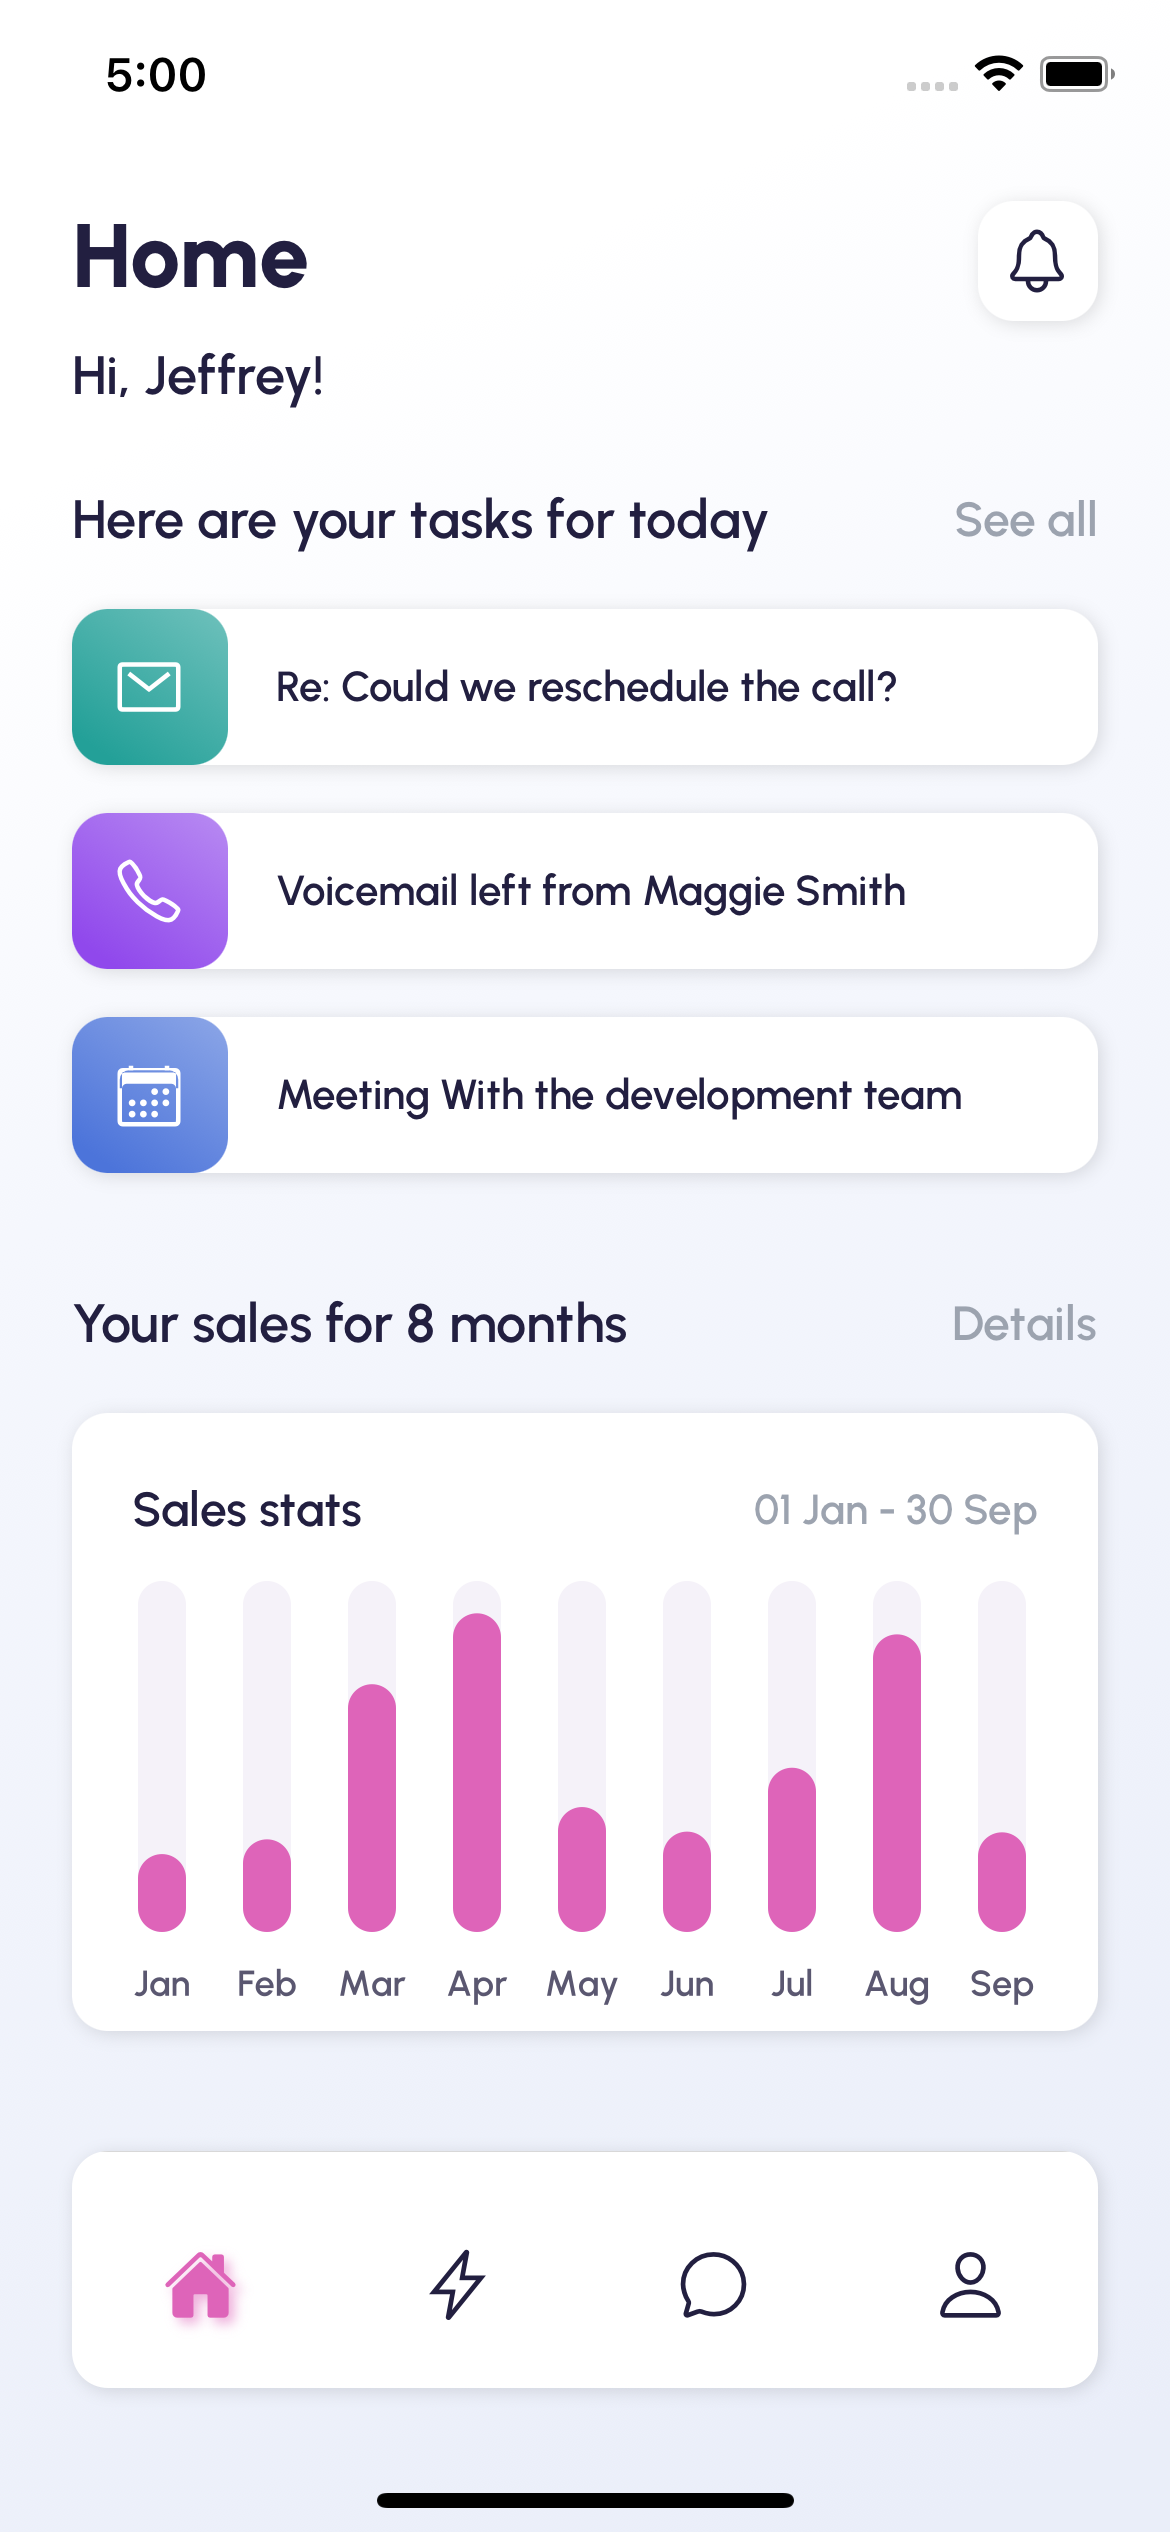 5:00
Home
Hi, Jeffrey!
Here are your tasks for today See all
Re: Could we reschedule the call?
Voicemail left from Maggie Smith
Meeting With the development team
Your sales for 8 months Details
Sales stats 01 Jan - 30 Sep
Jan Feb Mar Apr May Jun Jul Aug Sep